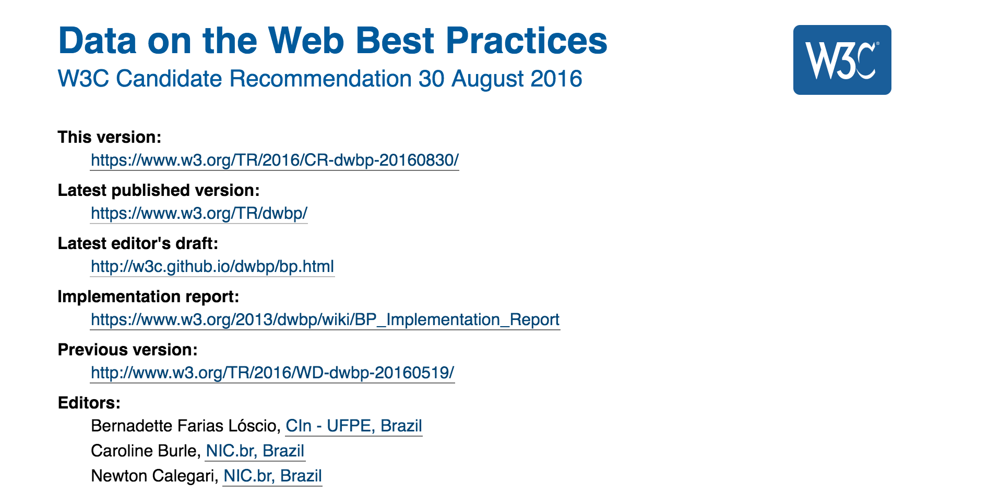 Data on the Web Best Practices
W3C®
W3C Candidate Recommendation 30 August 2016
This version:
https://www.w3.org/TR/2016/CR-dwbp-20160830/
Latest published version:
https://www.w3.org/TR/dwbp/
Latest editor's draft:
http://w3c.github.io/dwbp/bp.html
Implementation report:
https://www.w3.org/2013/dwbp/wiki/BP_Implementation_Report
Previous version:
http://www.w3.org/TR/2016/WD-dwbp-20160519/
Editors:
Bernadette Farias Lóscio, CIn - UFPE, Brazil
Caroline Burle, NIC.br, Brazil
Newton Calegari, NIC.br, Brazil